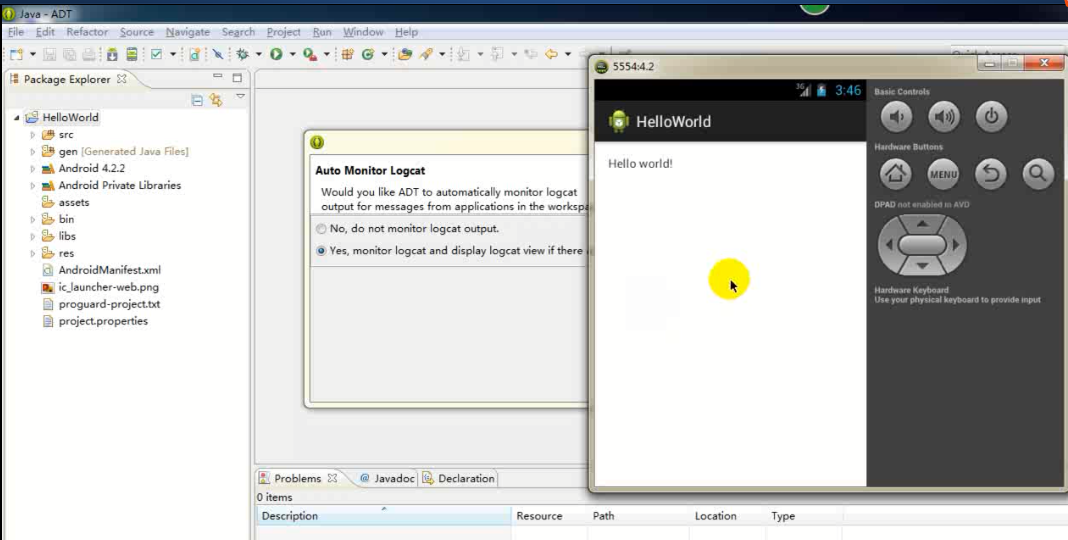 Java - ADT
File Edit Refactor Source Navigate Search Project Run Window Help
Package Explorer
HelloWorld
src
gen [Generated Java Files]
Android 4.2.2
Android Private Libraries
assets
bin
libs
res
AndroidManifest.xml
ic_launcher-web.png
proguard-project.txt
project.properties
Auto Monitor Logcat
Would you like ADT to automatically monitor logcat
output for messages from applications in the
No, do not monitor logcat output.
Yes, monitor logcat and display logcat view if there
5554:4.2
3G 3:46
HelloWorld
Hello world!
Basic Controls
Hardware Buttons
MENU
DPAD not enabled in AVD
Hardware Keyboard
Use your physical keyboard to provide input
Problems @ Javadoc Declaration
0 items
Description Resource Path Location Type